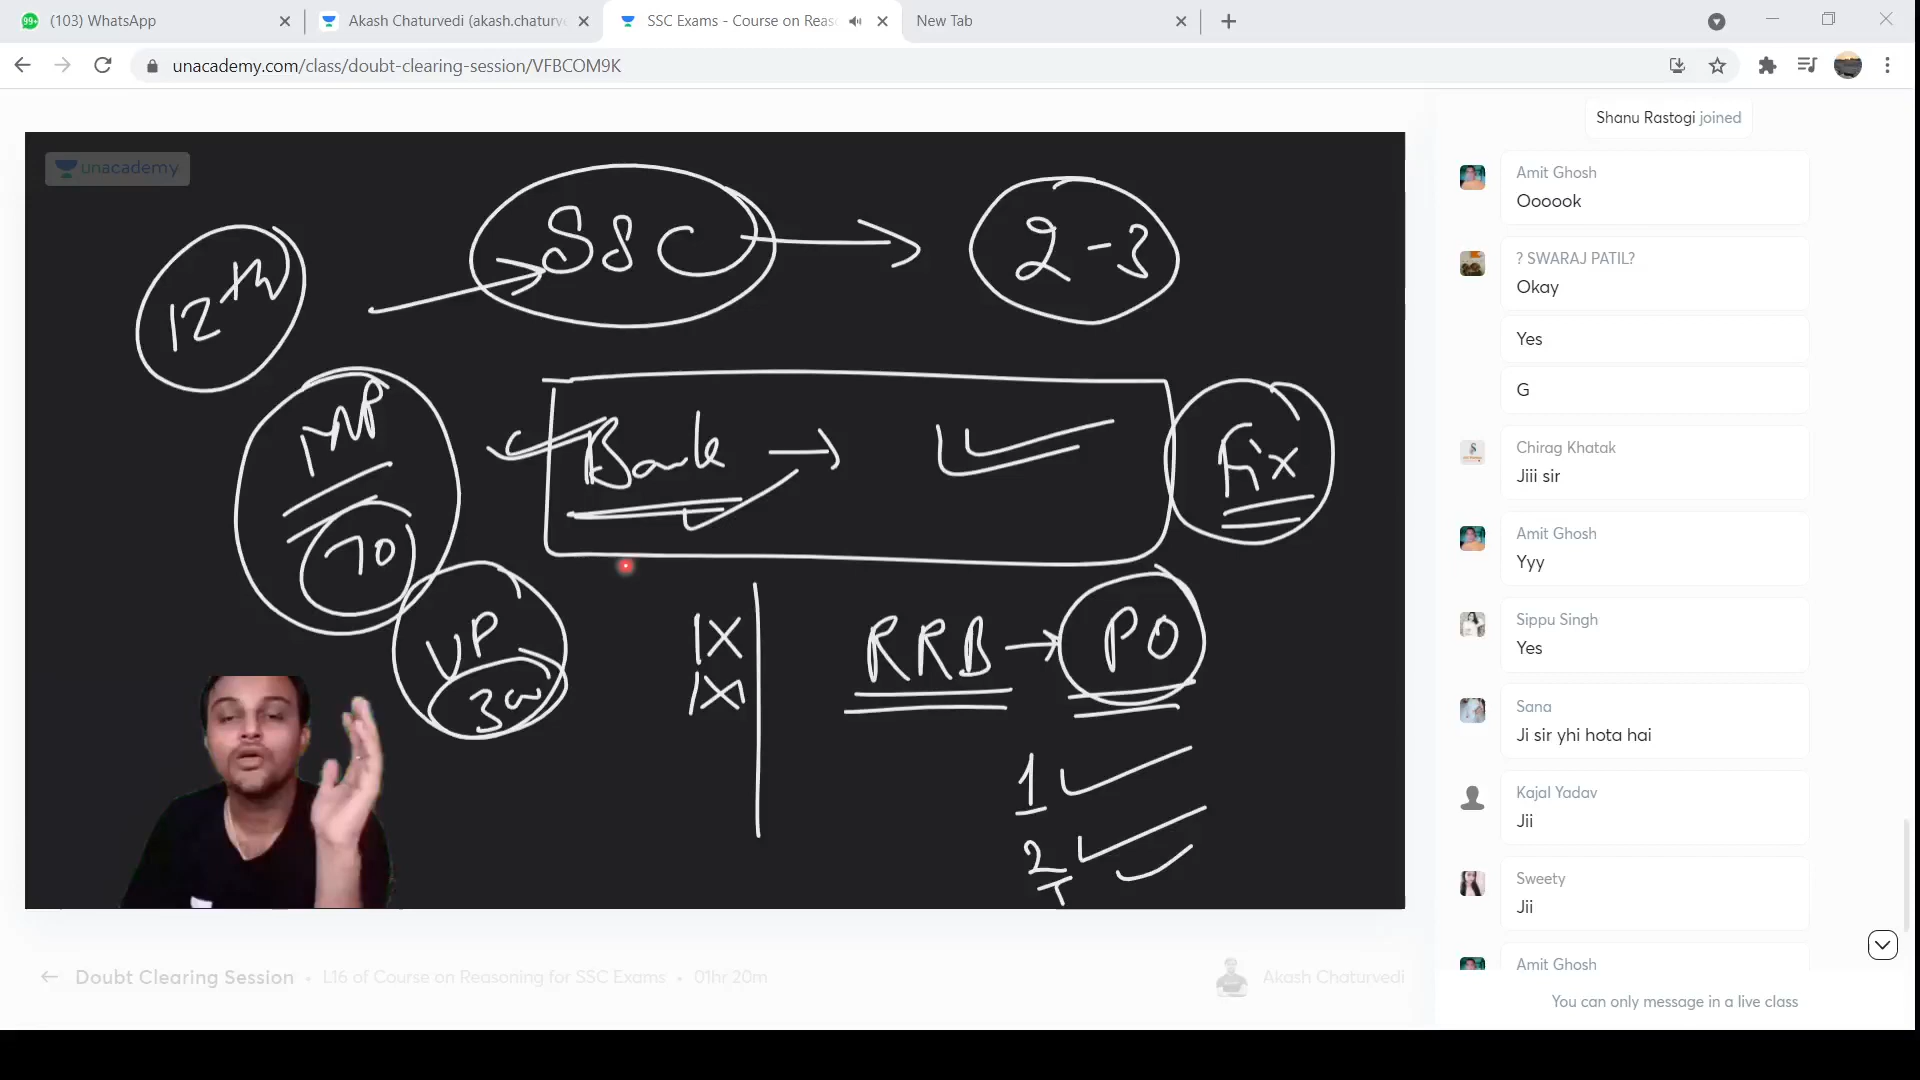 (103) WhatsApp
Akash Chaturvedi (akash.chaturv
SSC Exams - Course on Reas
New Tab
unacademy.com/class/doubt-clearing-session/VFBCOM9K
unacademy
12th
SSC
2-3
MP
70
Bank
Fix
UP
1X
RRB
PO
1
2
Doubt Clearing Session • L16 of Course on Reasoning for SSC Exams • 01hr 20m
Akash Chaturvedi
Shanu Rastogi joined
Amit Ghosh
Oooook
? SWARAJ PATIL?
Okay
Yes
G
Chirag Khatak
Jiii sir
Amit Ghosh
Yyy
Sippu Singh
Yes
Sana
Ji sir yhi hota hai
Kajal Yadav
Jii
Sweety
Jii
Amit Ghosh
You can only message in a live class